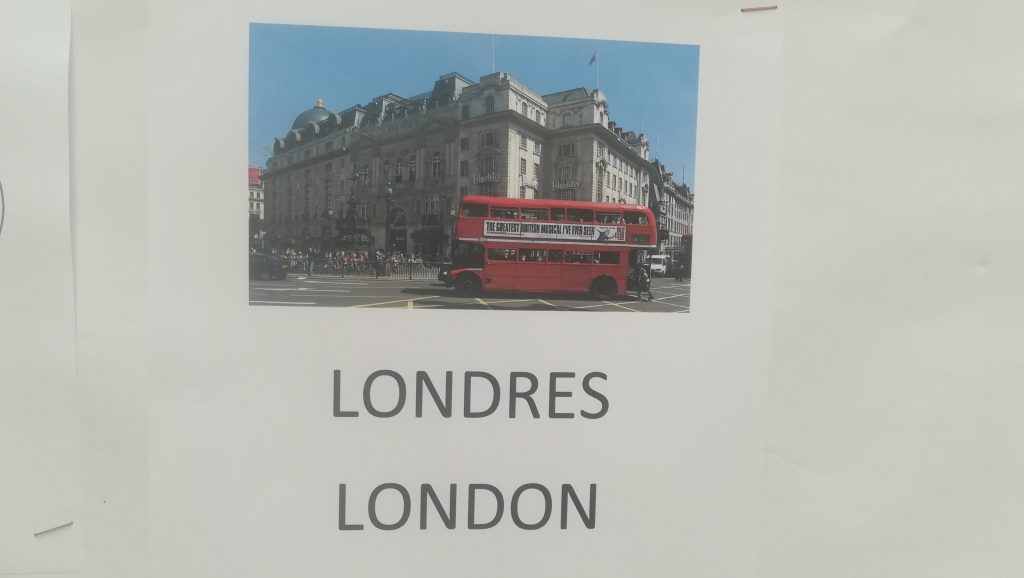 THE GREATEST BRITISH MUSICAL I'VE EVER SEEN
LONDRES
LONDON